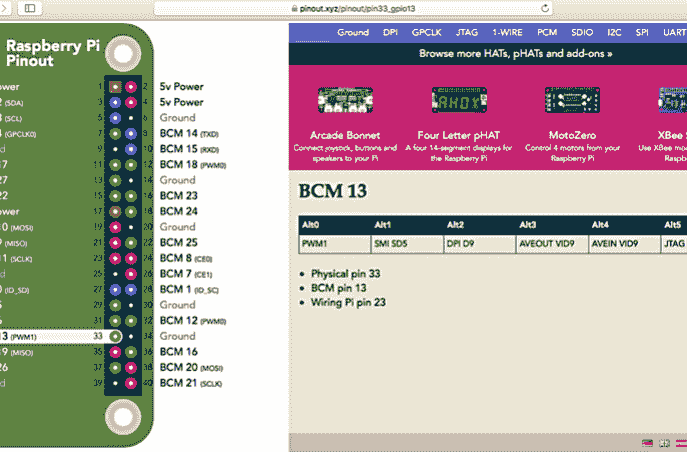 pinout.xyz/pinout/pin33_gpio13
Raspberry Pi
Pinout
Ground DPI GPCLK JTAG 1-WIRE PCM SDIO I2C SPI UART
Browse more HATs, pHATs and add-ons »
Arcade Bonnet
Connect joystick, buttons and
speakers to your Pi
Four Letter pHAT
A four 14-segment displays for
the Raspberry Pi
MotoZero
Control 4 motors from your
Raspberry Pi
XBee
Use XBee
BCM 13
Alt0 Alt1 Alt2 Alt3 Alt4 Alt5
PWM1 SMI SD5 DPI D9 AVEOUT VID9 AVEIN VID9 JTAG
• Physical pin 33
• BCM pin 13
• Wiring Pi pin 23
ower 1 2 5v Power
2 (SDA) 3 4 5v Power
3 (SCL) 5 6 Ground
4 (GPCLK0) 7 8 BCM 14 (TXD)
9 10 BCM 15 (RXD)
17 11 12 BCM 18 (PWM0)
27 13 14 Ground
22 15 16 BCM 23
ower 17 18 BCM 24
10 (MOSI) 19 20 Ground
9 (MISO) 21 22 BCM 25
11 (SCLK) 23 24 BCM 8 (CE0)
25 26 BCM 7 (CE1)
0 (ID_SD) 27 28 BCM 1 (ID_SC)
5 29 30 Ground
6 31 32 BCM 12 (PWM0)
13 (PWM1) 33 34 Ground
19 (MISO) 35 36 BCM 16
26 37 38 BCM 20 (MOSI)
39 40 BCM 21 (SCLK)